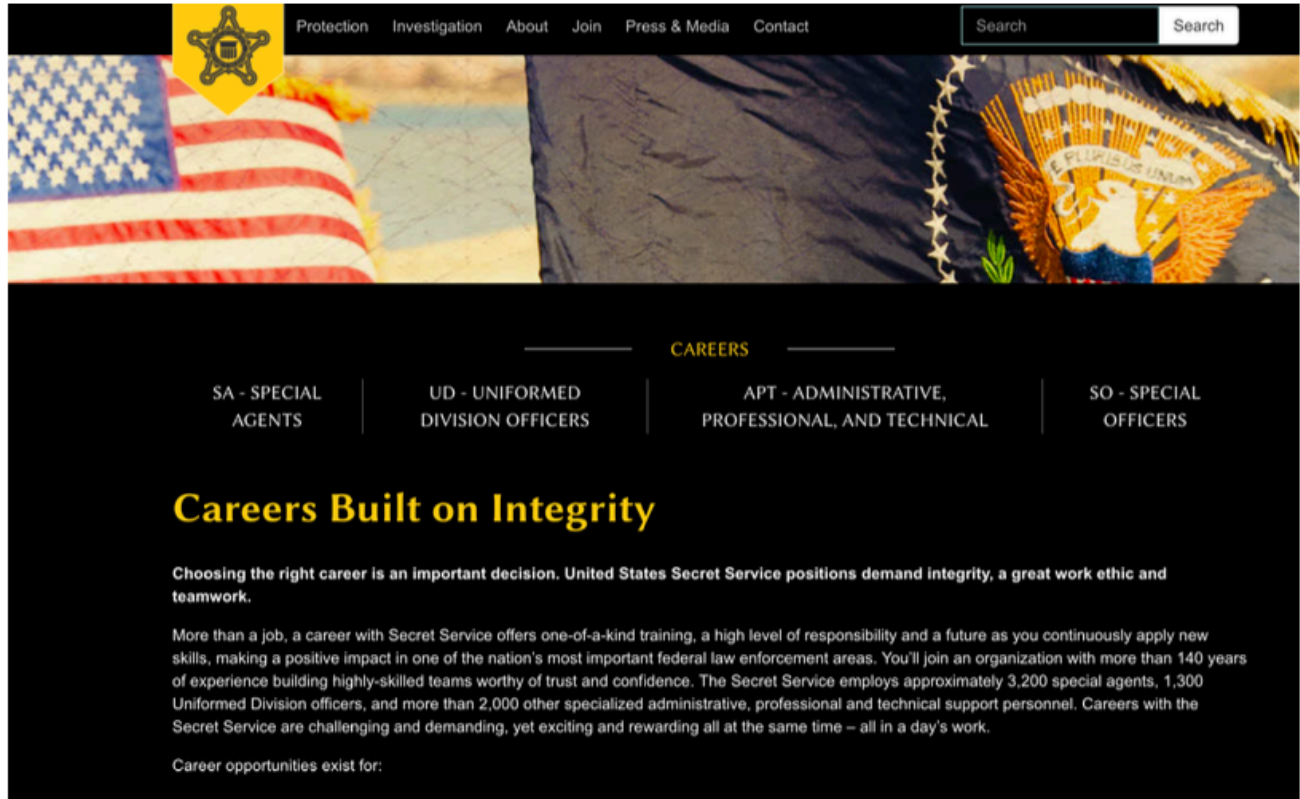 Protection Investigation About Join Press & Media Contact Search Search
E PLURIBUS UNUM
CAREERS
SA - SPECIAL
AGENTS
UD - UNIFORMED
DIVISION OFFICERS
APT - ADMINISTRATIVE,
PROFESSIONAL, AND TECHNICAL
SO - SPECIAL
OFFICERS
Careers Built on Integrity
Choosing the right career is an important decision. United States Secret Service positions demand integrity, a great work ethic and
teamwork.
More than a job, a career with Secret Service offers one-of-a-kind training, a high level of responsibility and a future as you continuously apply new
skills, making a positive impact in one of the nation's most important federal law enforcement areas. You'll join an organization with more than 140 years
of experience building highly-skilled teams worthy of trust and confidence. The Secret Service employs approximately 3,200 special agents, 1,300
Uniformed Division officers, and more than 2,000 other specialized administrative, professional and technical support personnel. Careers with the
Secret Service are challenging and demanding, yet exciting and rewarding all at the same time – all in a day's work.
Career opportunities exist for: